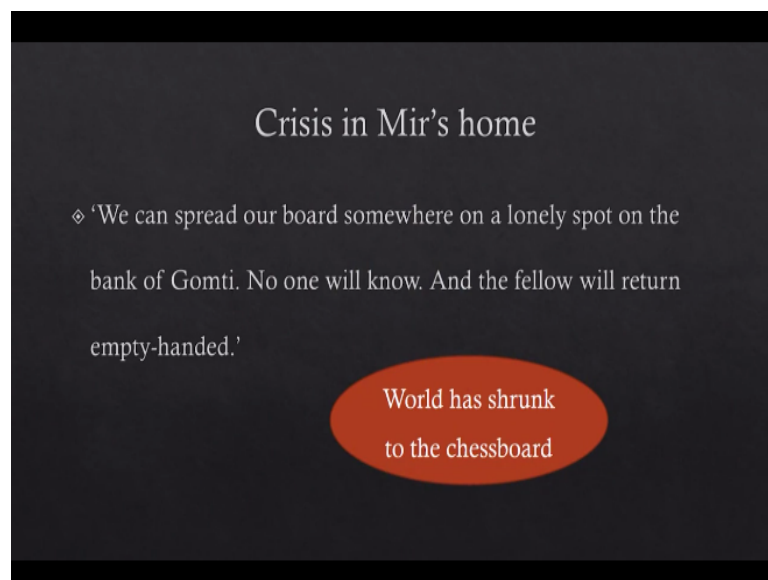 Crisis in Mir’s home
‘We can spread our board somewhere on a lonely spot on the
bank of Gomti. No one will know. And the fellow will return
empty-handed.’
World has shrunk
to the chessboard